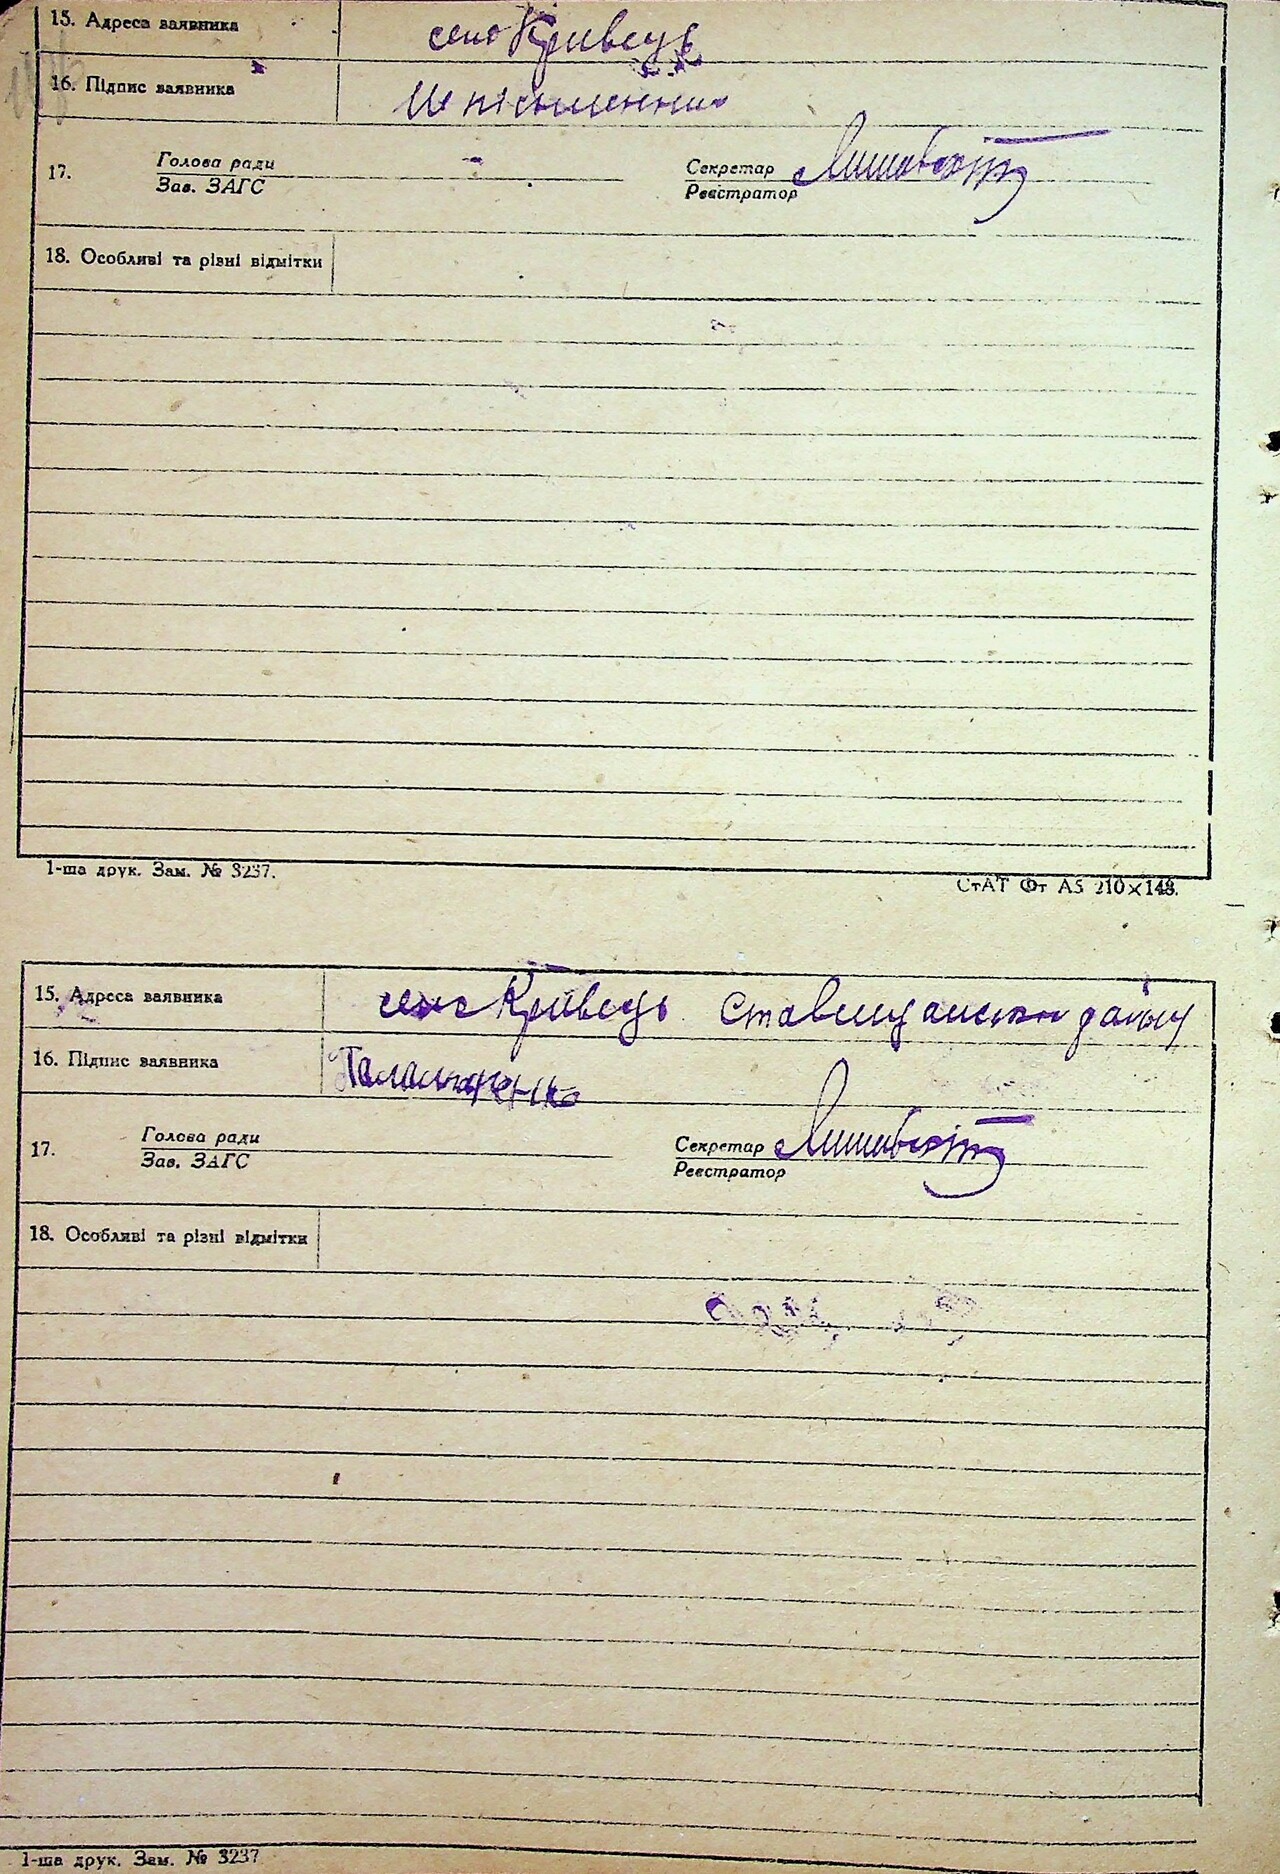 15. Адреса заявника село Кривець
16. Підпис заявника
17. Голова ради Секретар
Зав. ЗАГС Реєстратор
18. Особливі та різні відмітки
1-ша друк. Зам. № 3237.
СтАТ Фт А5 210×148.
15. Адреса заявника село Кривець Ставищанськ району
16. Підпис заявника
17. Голова ради Секретар
Зав. ЗАГС Реєстратор
18. Особливі та різні відмітки
1-ша друк. Зам. № 3237